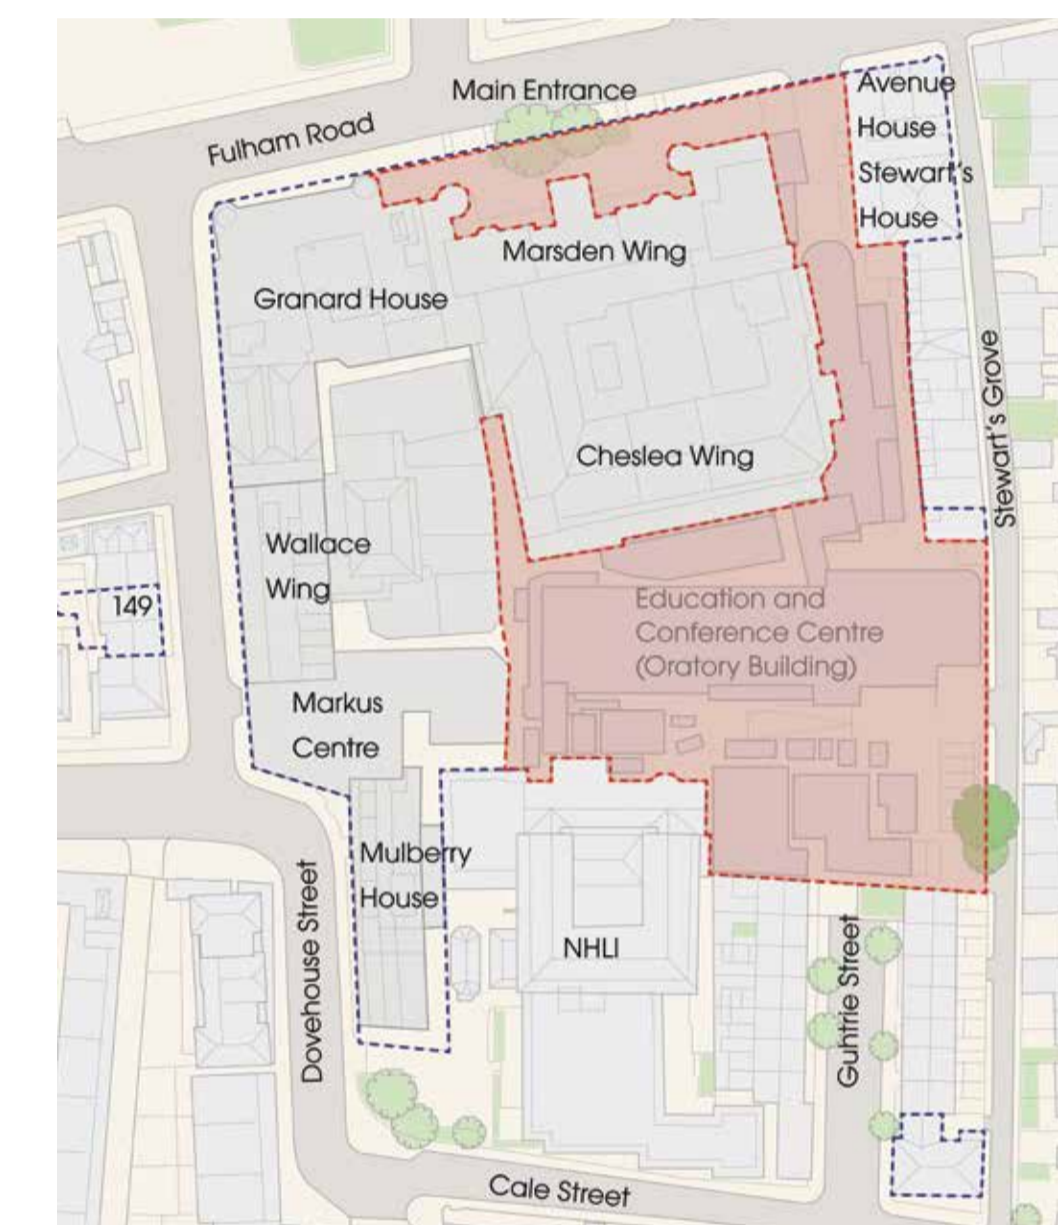 Main Entrance
Fulham Road
Avenue
House
Stewart's
House
Marsden Wing
Granard House
Stewart's Grove
Cheslea Wing
Wallace
Wing
149
Education and
Conference Centre
(Oratory Building)
Markus
Centre
Mulberry
House
Dovehouse Street
NHLI
Guhtrie Street
Cale Street